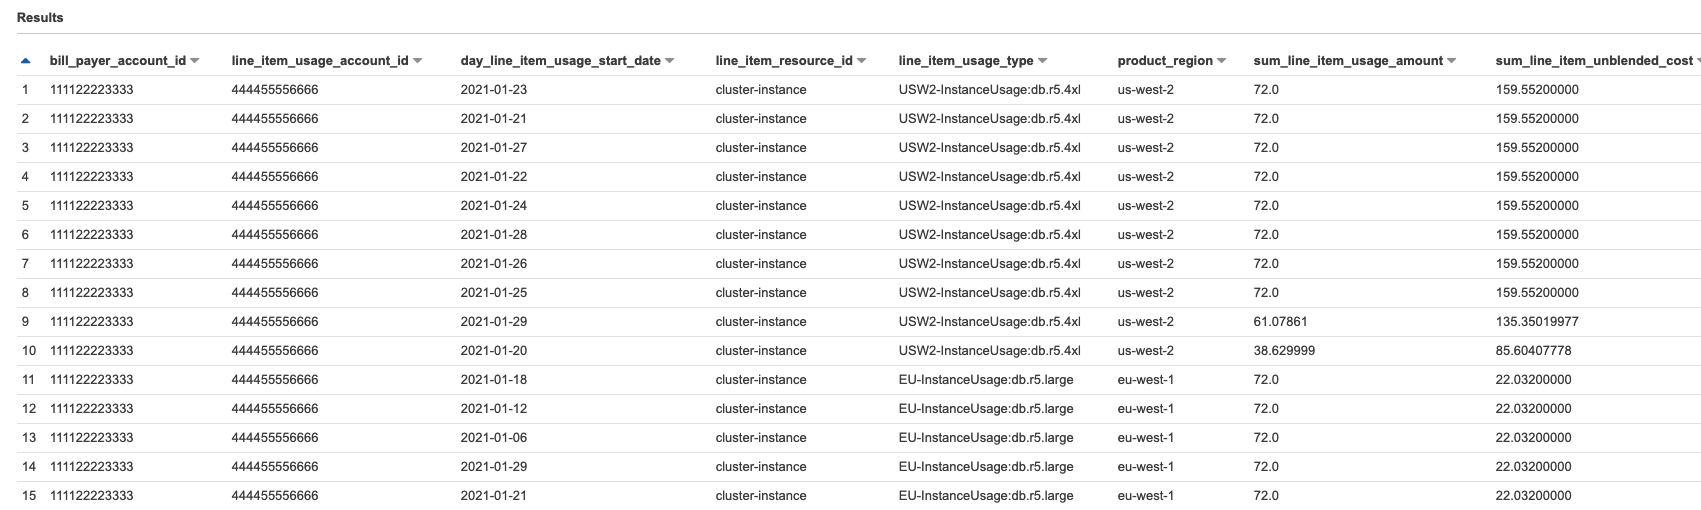 Results
bill_payer_account_id line_item_usage_account_id day_line_item_usage_start_date line_item_resource_id line_item_usage_type product_region sum_line_item_usage_amount sum_line_item_unblended_cost
1 111122223333 444455556666 2021-01-23 cluster-instance USW2-InstanceUsage:db.r5.4xl us-west-2 72.0 159.55200000
2 111122223333 444455556666 2021-01-21 cluster-instance USW2-InstanceUsage:db.r5.4xl us-west-2 72.0 159.55200000
3 111122223333 444455556666 2021-01-27 cluster-instance USW2-InstanceUsage:db.r5.4xl us-west-2 72.0 159.55200000
4 111122223333 444455556666 2021-01-22 cluster-instance USW2-InstanceUsage:db.r5.4xl us-west-2 72.0 159.55200000
5 111122223333 444455556666 2021-01-24 cluster-instance USW2-InstanceUsage:db.r5.4xl us-west-2 72.0 159.55200000
6 111122223333 444455556666 2021-01-28 cluster-instance USW2-InstanceUsage:db.r5.4xl us-west-2 72.0 159.55200000
7 111122223333 444455556666 2021-01-26 cluster-instance USW2-InstanceUsage:db.r5.4xl us-west-2 72.0 159.55200000
8 111122223333 444455556666 2021-01-25 cluster-instance USW2-InstanceUsage:db.r5.4xl us-west-2 72.0 159.55200000
9 111122223333 444455556666 2021-01-29 cluster-instance USW2-InstanceUsage:db.r5.4xl us-west-2 61.07861 135.35019977
10 111122223333 444455556666 2021-01-20 cluster-instance USW2-InstanceUsage:db.r5.4xl us-west-2 38.629999 85.60407778
11 111122223333 444455556666 2021-01-18 cluster-instance EU-InstanceUsage:db.r5.large eu-west-1 72.0 22.03200000
12 111122223333 444455556666 2021-01-12 cluster-instance EU-InstanceUsage:db.r5.large eu-west-1 72.0 22.03200000
13 111122223333 444455556666 2021-01-06 cluster-instance EU-InstanceUsage:db.r5.large eu-west-1 72.0 22.03200000
14 111122223333 444455556666 2021-01-29 cluster-instance EU-InstanceUsage:db.r5.large eu-west-1 72.0 22.03200000
15 111122223333 444455556666 2021-01-21 cluster-instance EU-InstanceUsage:db.r5.large eu-west-1 72.0 22.03200000